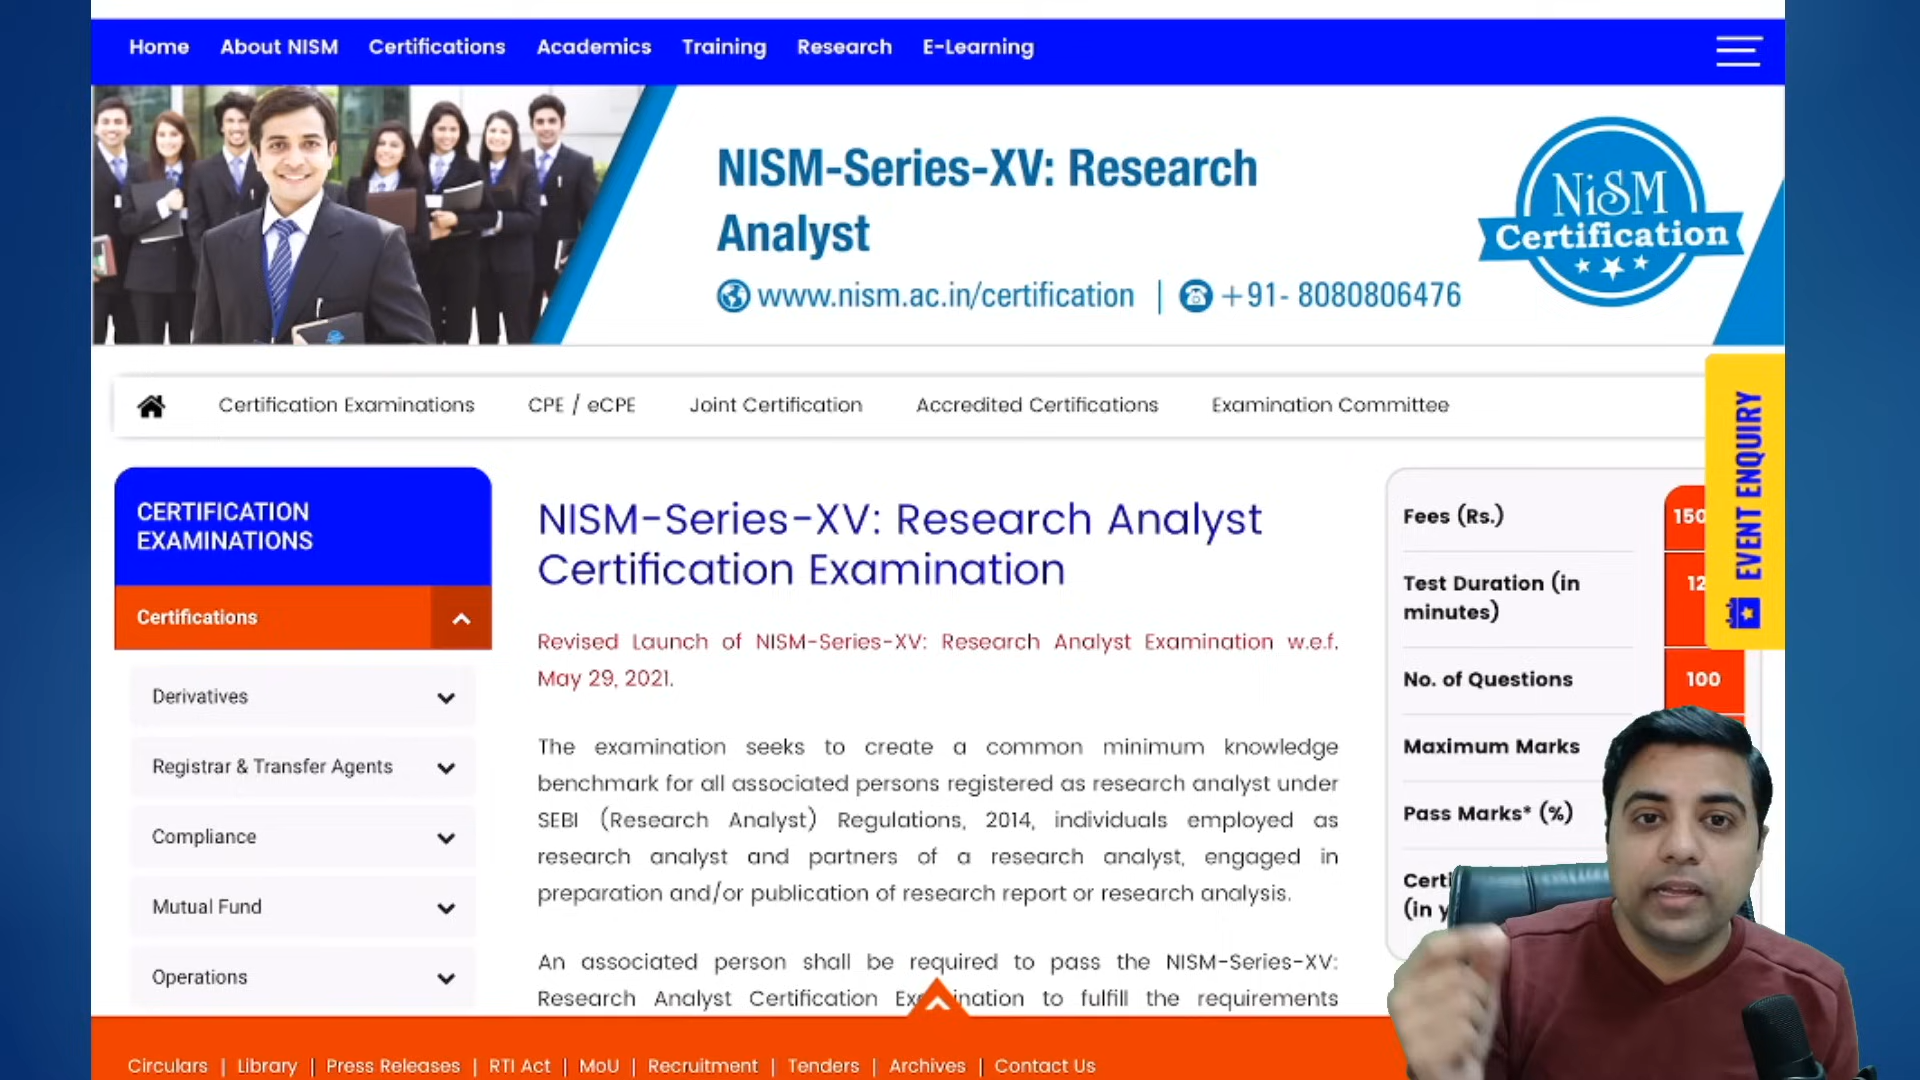 Home About NISM Certifications Academics Training Research E-Learning
NISM-Series-XV: Research
Analyst
www.nism.ac.in/certification | +91- 8080806476
NiSM
Certification
Certification Examinations CPE / eCPE Joint Certification Accredited Certifications Examination Committee
EVENT ENQUIRY
CERTIFICATION
EXAMINATIONS
Certifications
Derivatives
Registrar & Transfer Agents
Compliance
Mutual Fund
Operations
NISM-Series-XV: Research Analyst
Certification Examination
Revised Launch of NISM-Series-XV: Research Analyst Examination w.e.f.
May 29, 2021.
The examination seeks to create a common minimum knowledge
benchmark for all associated persons registered as research analyst under
SEBI (Research Analyst) Regulations, 2014, individuals employed as
research analyst and partners of a research analyst, engaged in
preparation and/or publication of research report or research analysis.
An associated person shall be required to pass the NISM-Series-XV:
Research Analyst Certification to fulfill the requirements
Fees (Rs.)
Test Duration (in
minutes)
No. of Questions 100
Maximum Marks
Pass Marks* (%)
(in
Circulars | Library | Press Releases | RTI Act | MoU | Recruitment | Tenders | Archives | Contact Us